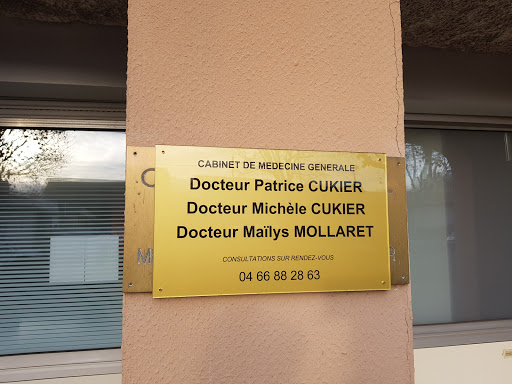 CABINET DE MEDECINE GENERALE
Docteur Patrice CUKIER
Docteur Michèle CUKIER
Docteur Maïlys MOLLARET
CONSULTATIONS SUR RENDEZ-VOUS
04 66 88 28 63